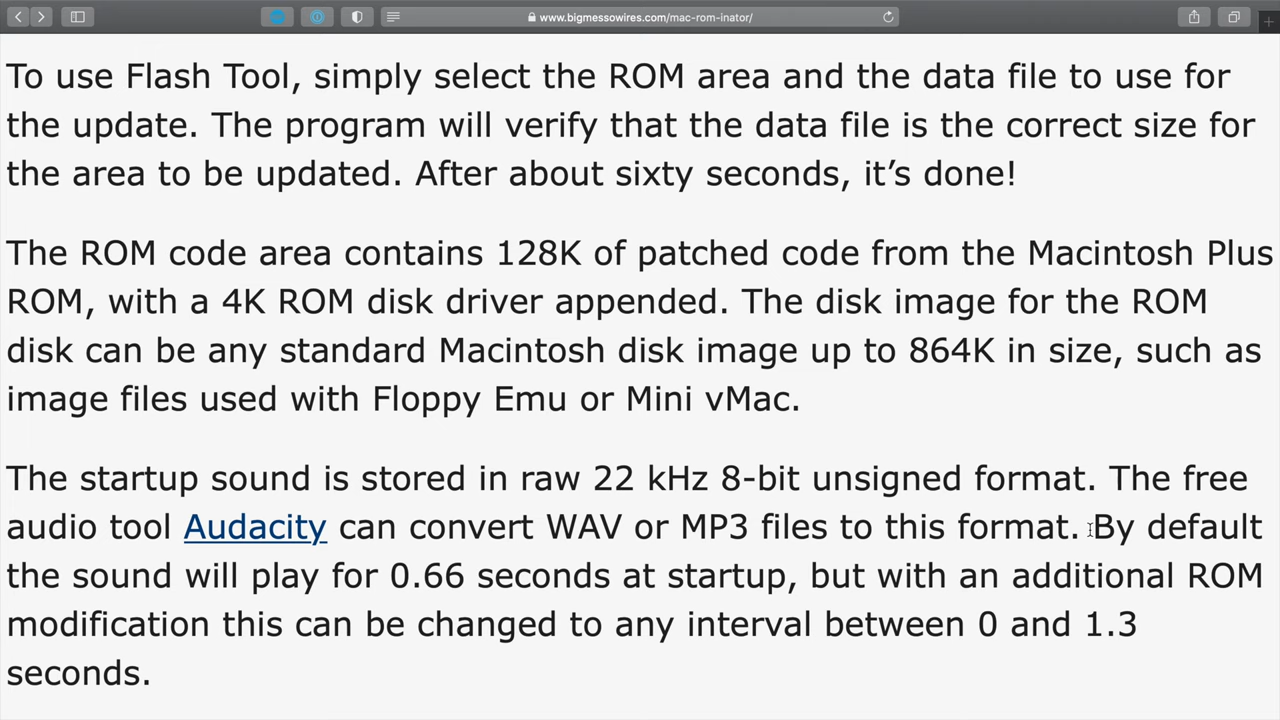 www.bigmessowires.com/mac-rom-inator/
To use Flash Tool, simply select the ROM area and the data file to use for
the update. The program will verify that the data file is the correct size for
the area to be updated. After about sixty seconds, it’s done!
The ROM code area contains 128K of patched code from the Macintosh Plus
ROM, with a 4K ROM disk driver appended. The disk image for the ROM
disk can be any standard Macintosh disk image up to 864K in size, such as
image files used with Floppy Emu or Mini vMac.
The startup sound is stored in raw 22 kHz 8-bit unsigned format. The free
audio tool Audacity can convert WAV or MP3 files to this format. By default
the sound will play for 0.66 seconds at startup, but with an additional ROM
modification this can be changed to any interval between 0 and 1.3
seconds.